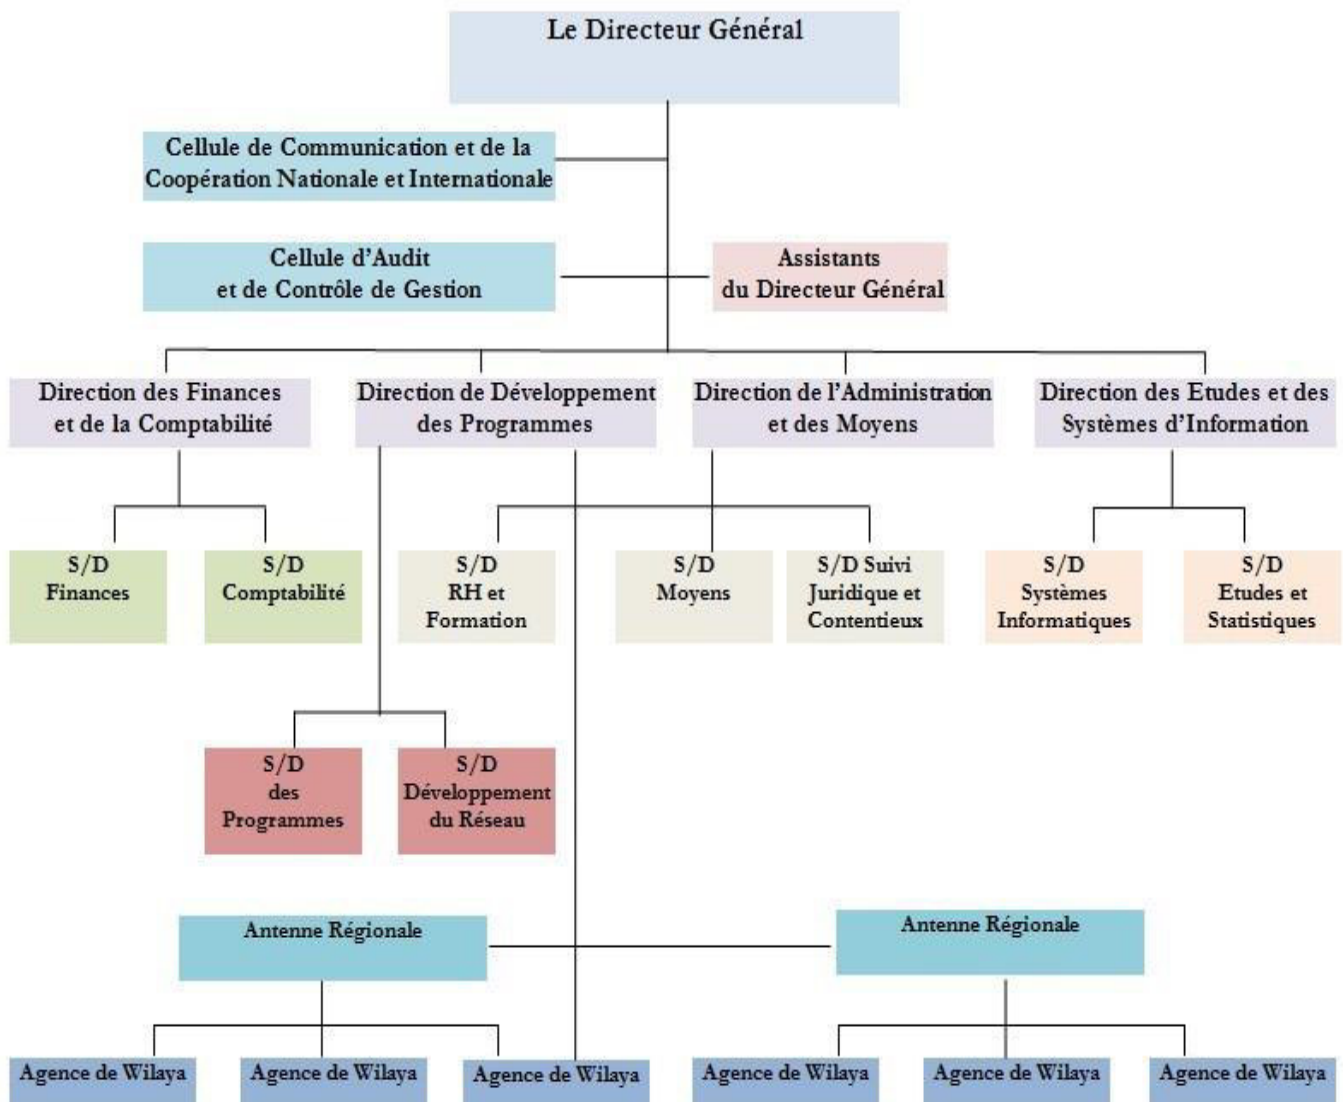 Le Directeur Général
Cellule de Communication et de la
Coopération Nationale et Internationale
Cellule d'Audit
et de Contrôle de Gestion
Assistants
du Directeur Général
Direction des Finances
et de la Comptabilité
Direction de Développement
des Programmes
Direction de l'Administration
et des Moyens
Direction des Etudes et des
Systèmes d'Information
S/D
Finances
S/D
Comptabilité
S/D
RH et
Formation
S/D
Moyens
S/D Suivi
Juridique et
Contentieux
S/D
Systèmes
Informatiques
S/D
Etudes et
Statistiques
S/D
des
Programmes
S/D
Développement
du Réseau
Antenne Régionale
Antenne Régionale
Agence de Wilaya
Agence de Wilaya
Agence de Wilaya
Agence de Wilaya
Agence de Wilaya
Agence de Wilaya